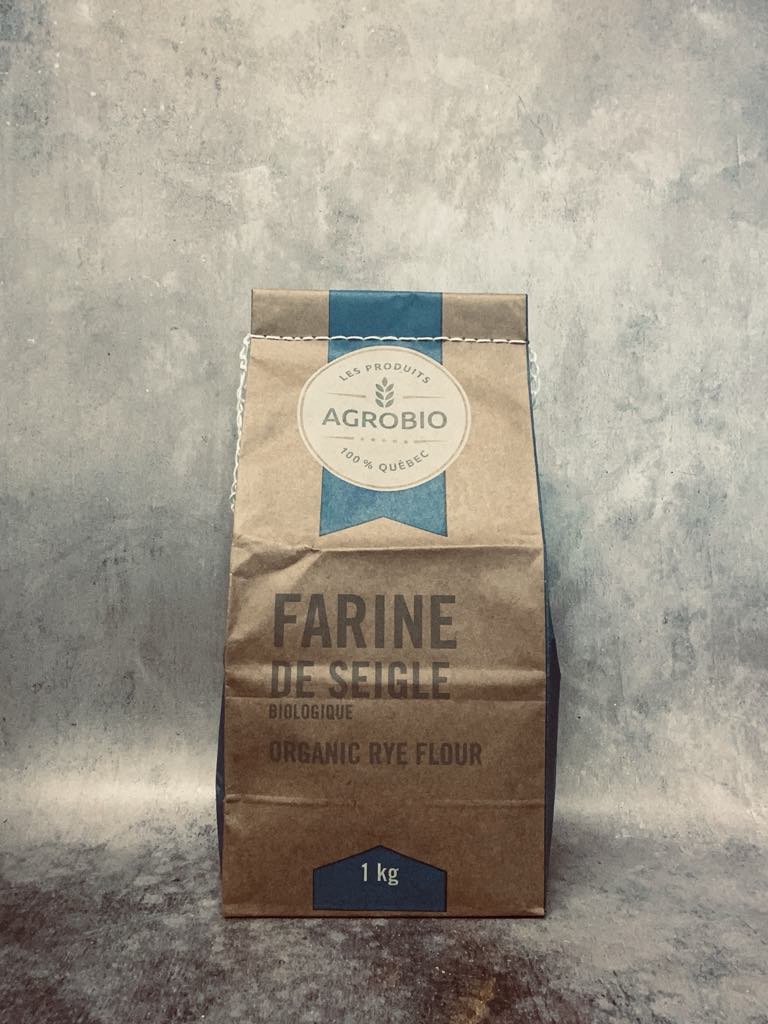 LES PRODUITS
AGROBIO
100 % QUÉBEC
FARINE
DE SEIGLE
BIOLOGIQUE
ORGANIC RYE FLOUR
1 kg